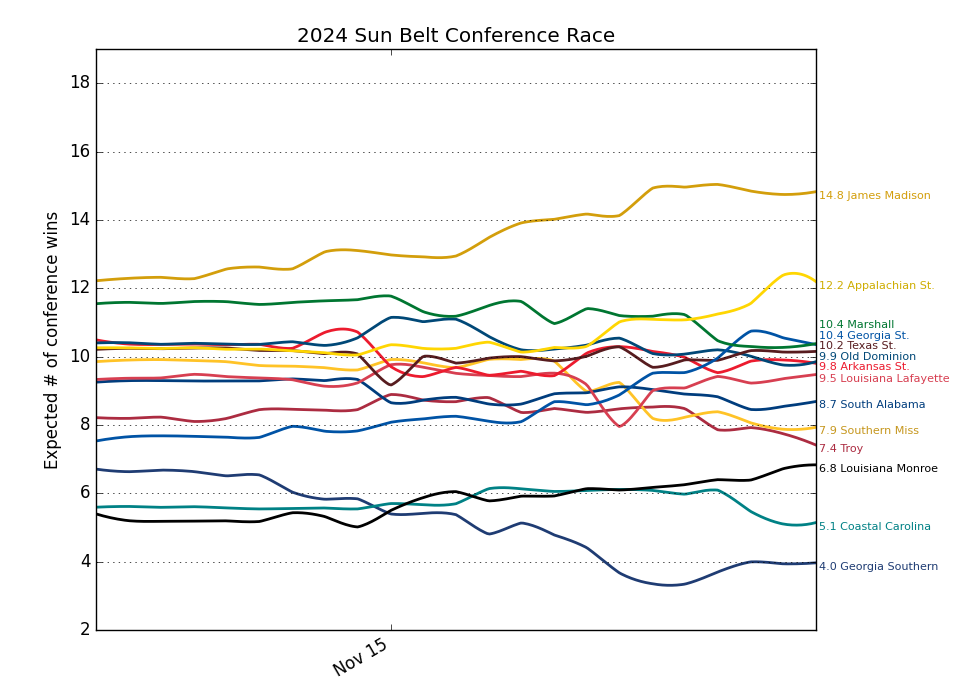 2024 Sun Belt Conference Race
Expected # of conference wins
18
16
14
12
10
8
6
4
2
Nov 15
14.8 James Madison
12.2 Appalachian St.
10.4 Marshall
10.4 Georgia St.
10.2 Texas St.
9.9 Old Dominion
9.8 Arkansas St.
9.5 Louisiana Lafayette
8.7 South Alabama
7.9 Southern Miss
7.4 Troy
6.8 Louisiana Monroe
5.1 Coastal Carolina
4.0 Georgia Southern